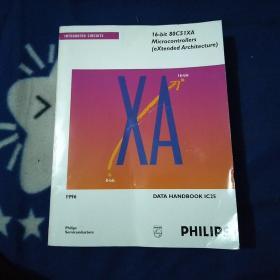 INTEGRATED CIRCUITS
16-bit 80C51XA
Microcontrollers
(eXtended Architecture)
16-bit
XA
8-bit
1996
DATA HANDBOOK IC25
Philips
Semiconductors
PHILIPS